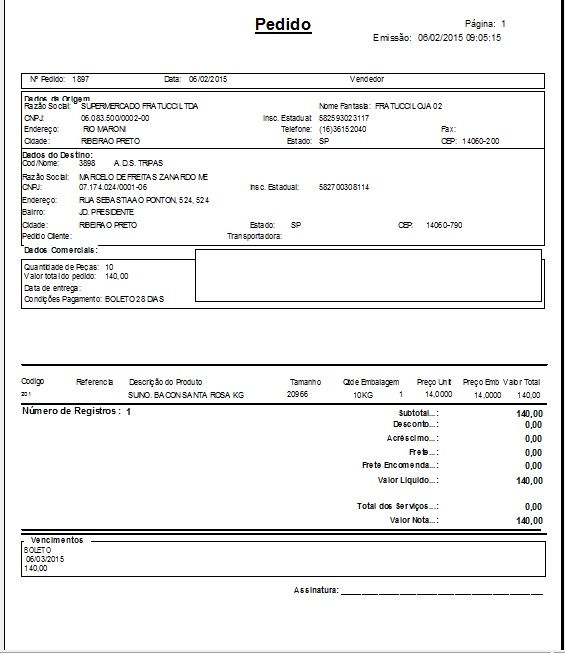 Pedido
Página: 1
Emissão: 06/02/2015 09:05:15
Nº Pedido: 1897 Data: 06/02/2015 Vendedor
Dados da Origem
Razão Social: SUPERMERCADO FRATUCCI LTDA Nome Fantasia: FRATUCCI LOJA 02
CNPJ: 06.083.500/0002-00 Insc. Estadual: 582593023117
Endereço: RIO MARONI Telefone: (16)36152040 Fax:
Cidade: RIBEIRAO PRETO Estado: SP CEP: 14060-200
Dados do Destino:
Cod/Nome: 3898 A.D.S. TRIPAS
Razão Social: MARCELO DE FREITAS ZANARDO ME
CNPJ: 07.174.024/0001-06 Insc. Estadual: 582700308114
Endereço: RUA SEBASTIAAO PONTON, 524, 524
Bairro: JD. PRESIDENTE
Cidade: RIBEIRAO PRETO Estado: SP CEP: 14060-790
Pedido Cliente: Transportadora:
Dados Comerciais:
Quantidade de Peças: 10
Valor total do pedido: 140,00
Data de entrega:
Condições Pagamento: BOLETO 28 DIAS
Codigo Referencia Descrição do Produto Tamanho Qtde Embalagem Preço Unit Preço Emb Valor Total
201 SUINO. BACON SANTA ROSA KG 20966 10KG 1 14,0000 14,0000 140,00
Número de Registros: 1
Subtotal...: 140,00
Desconto...: 0,00
Acréscimo...: 0,00
Frete...: 0,00
Frete Encomenda...: 0,00
Valor Liquido...: 140,00
Total dos Serviços...: 0,00
Valor Nota...: 140,00
Vencimentos
BOLETO
06/03/2015
140,00
Assinatura: